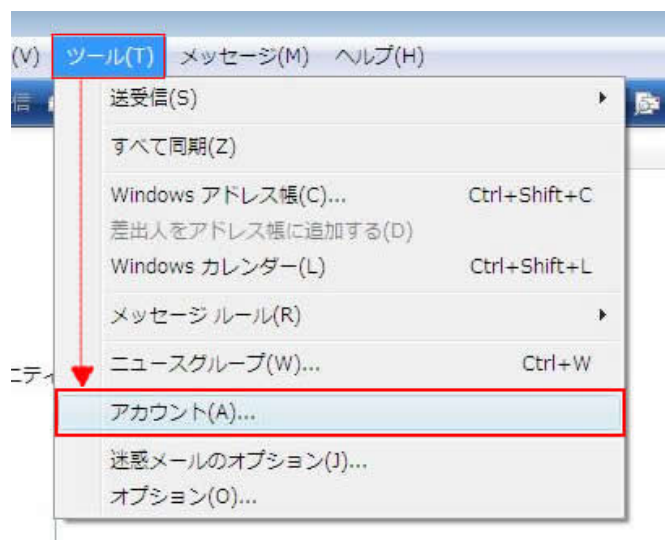 (V) ツール(T) メッセージ(M) ヘルプ(H)
信
送受信(S)
すべて同期(Z)
Windows アドレス帳(C)... Ctrl+Shift+C
差出人をアドレス帳に追加する(D)
Windows カレンダー(L) Ctrl+Shift+L
メッセージ ルール(R)
ニュースグループ(W)... Ctrl+W
ニティ
アカウント(A)...
迷惑メールのオプション(J)...
オプション(O)...